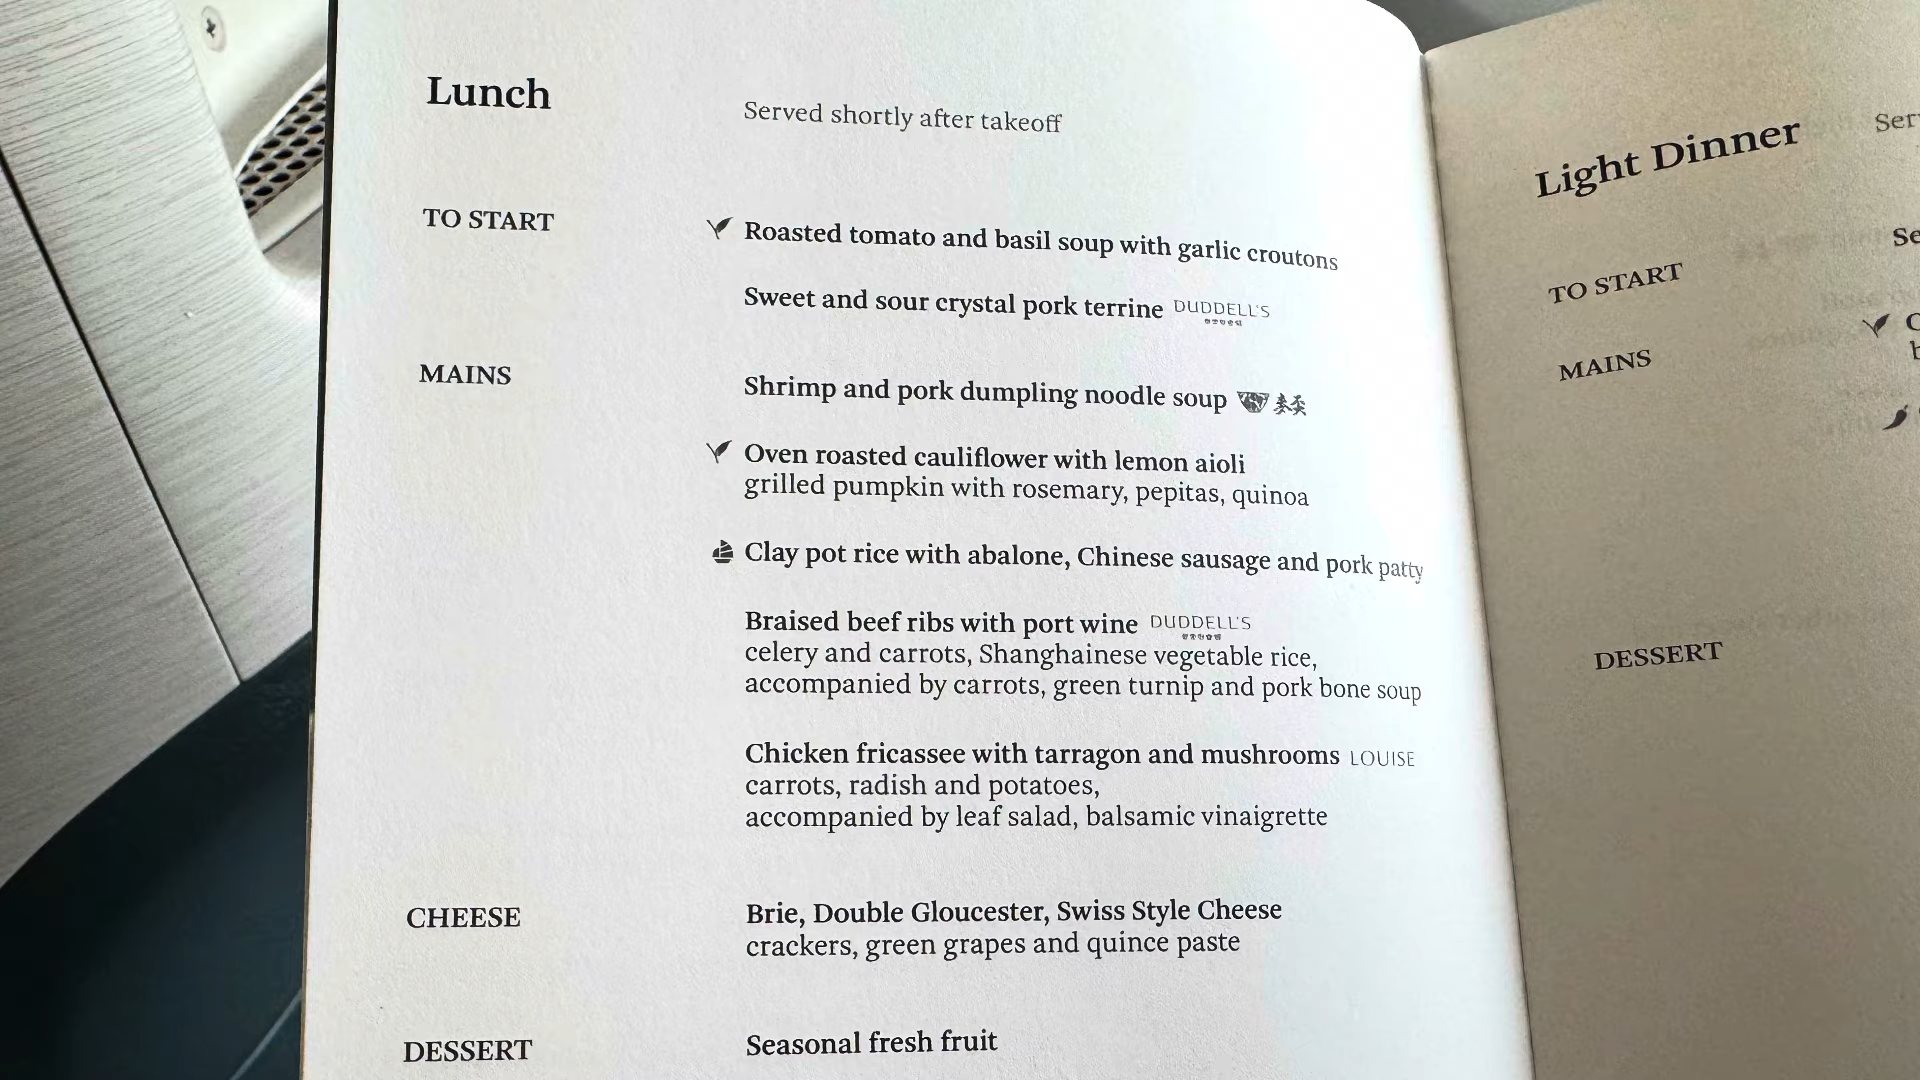 Lunch
Served shortly after takeoff
TO START
Roasted tomato and basil soup with garlic croutons
Sweet and sour crystal pork terrine DUDDELL'S
MAINS
Shrimp and pork dumpling noodle soup
Oven roasted cauliflower with lemon aioli
grilled pumpkin with rosemary, pepitas, quinoa
Clay pot rice with abalone, Chinese sausage and pork patty
Braised beef ribs with port wine DUDDELL'S
celery and carrots, Shanghainese vegetable rice,
accompanied by carrots, green turnip and pork bone soup
Chicken fricassee with tarragon and mushrooms LOUISE
carrots, radish and potatoes,
accompanied by leaf salad, balsamic vinaigrette
CHEESE
Brie, Double Gloucester, Swiss Style Cheese
crackers, green grapes and quince paste
DESSERT
Seasonal fresh fruit
Light Dinner
TO START
MAINS
DESSERT